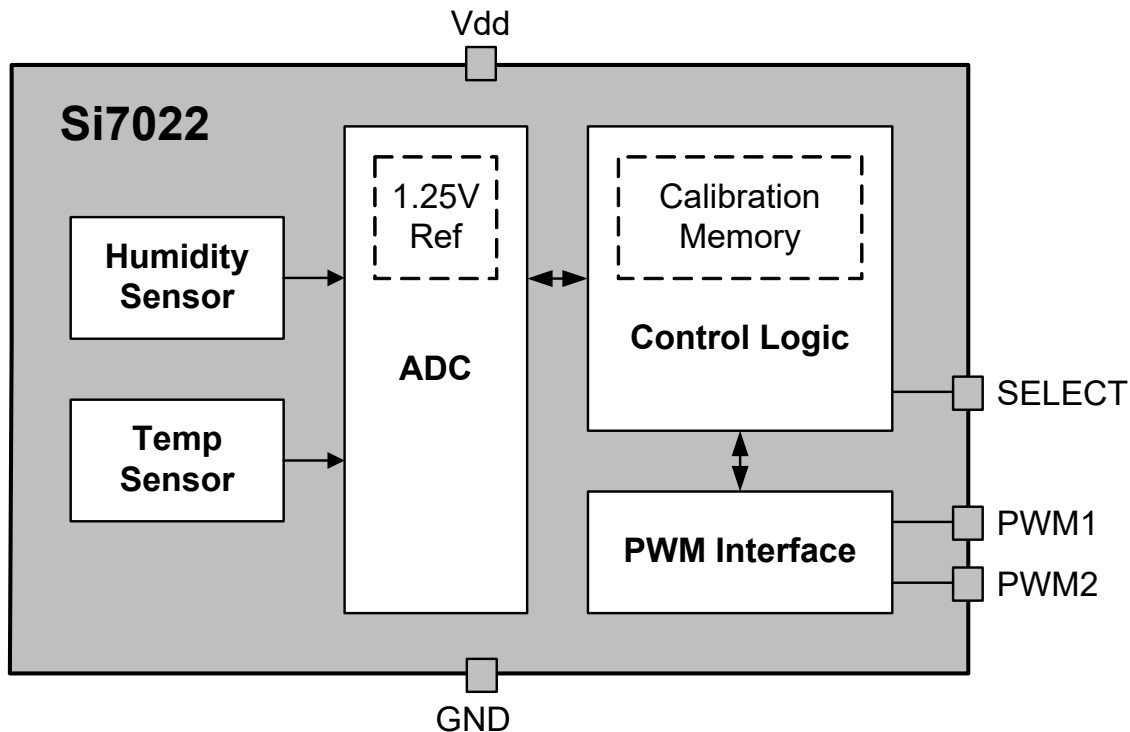 Vdd
Si7022
Humidity
Sensor
Temp
Sensor
1.25V
Ref
ADC
Calibration
Memory
Control Logic
PWM Interface
SELECT
PWM1
PWM2
GND